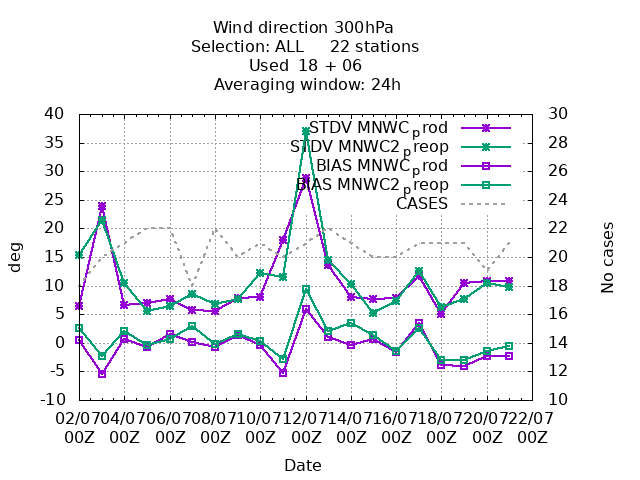 Wind direction 300hPa
Selection: ALL 22 stations
Used 18 + 06
Averaging window: 24h
40 30
35 28
30 26
25 24
20 22
15 20
10 18
5 16
0 14
-5 12
-10 10
STDV MNWC_prod
STDV MNWC2_preop
BIAS MNWC_prod
BIAS MNWC2_preop
CASES
deg
No cases
02/07 04/07 06/07 08/07 10/07 12/07 14/07 16/07 18/07 20/07 22/07
00Z 00Z 00Z 00Z 00Z 00Z 00Z 00Z 00Z 00Z 00Z
Date